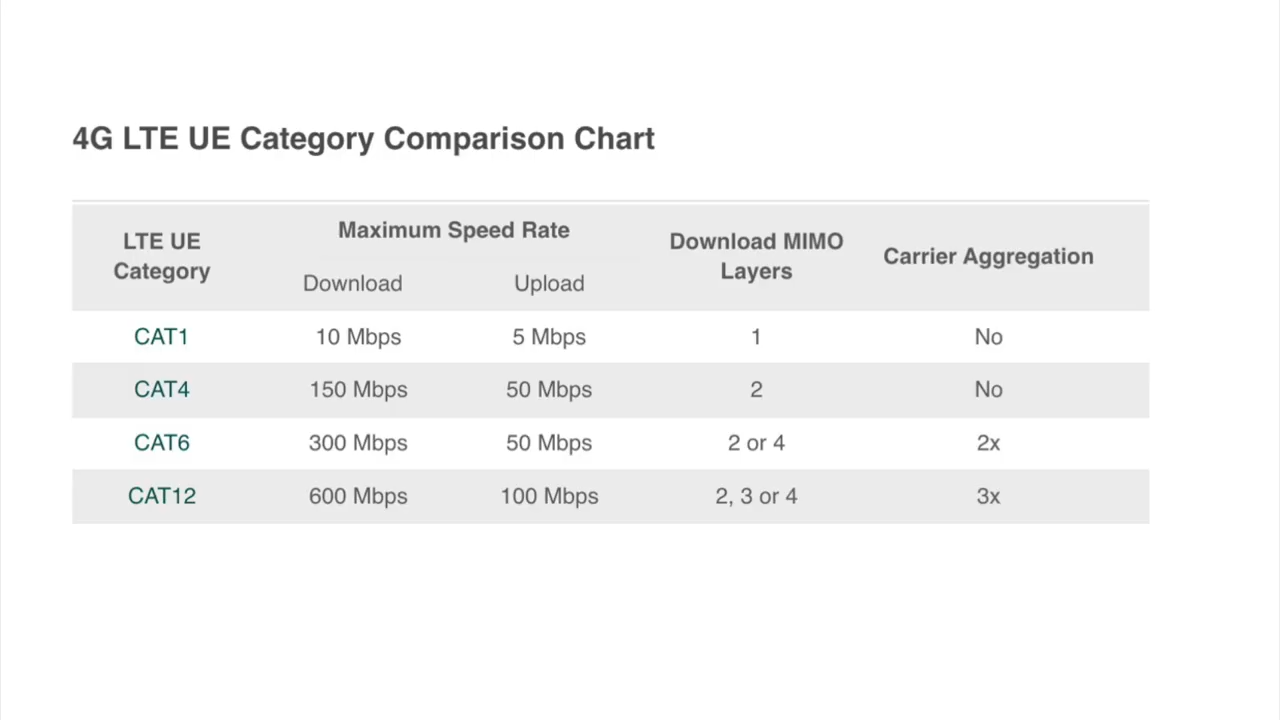 4G LTE UE Category Comparison Chart
LTE UE Category
Maximum Speed Rate
Download MIMO Layers
Carrier Aggregation
Download Upload
CAT1 10 Mbps 5 Mbps 1 No
CAT4 150 Mbps 50 Mbps 2 No
CAT6 300 Mbps 50 Mbps 2 or 4 2x
CAT12 600 Mbps 100 Mbps 2, 3 or 4 3x